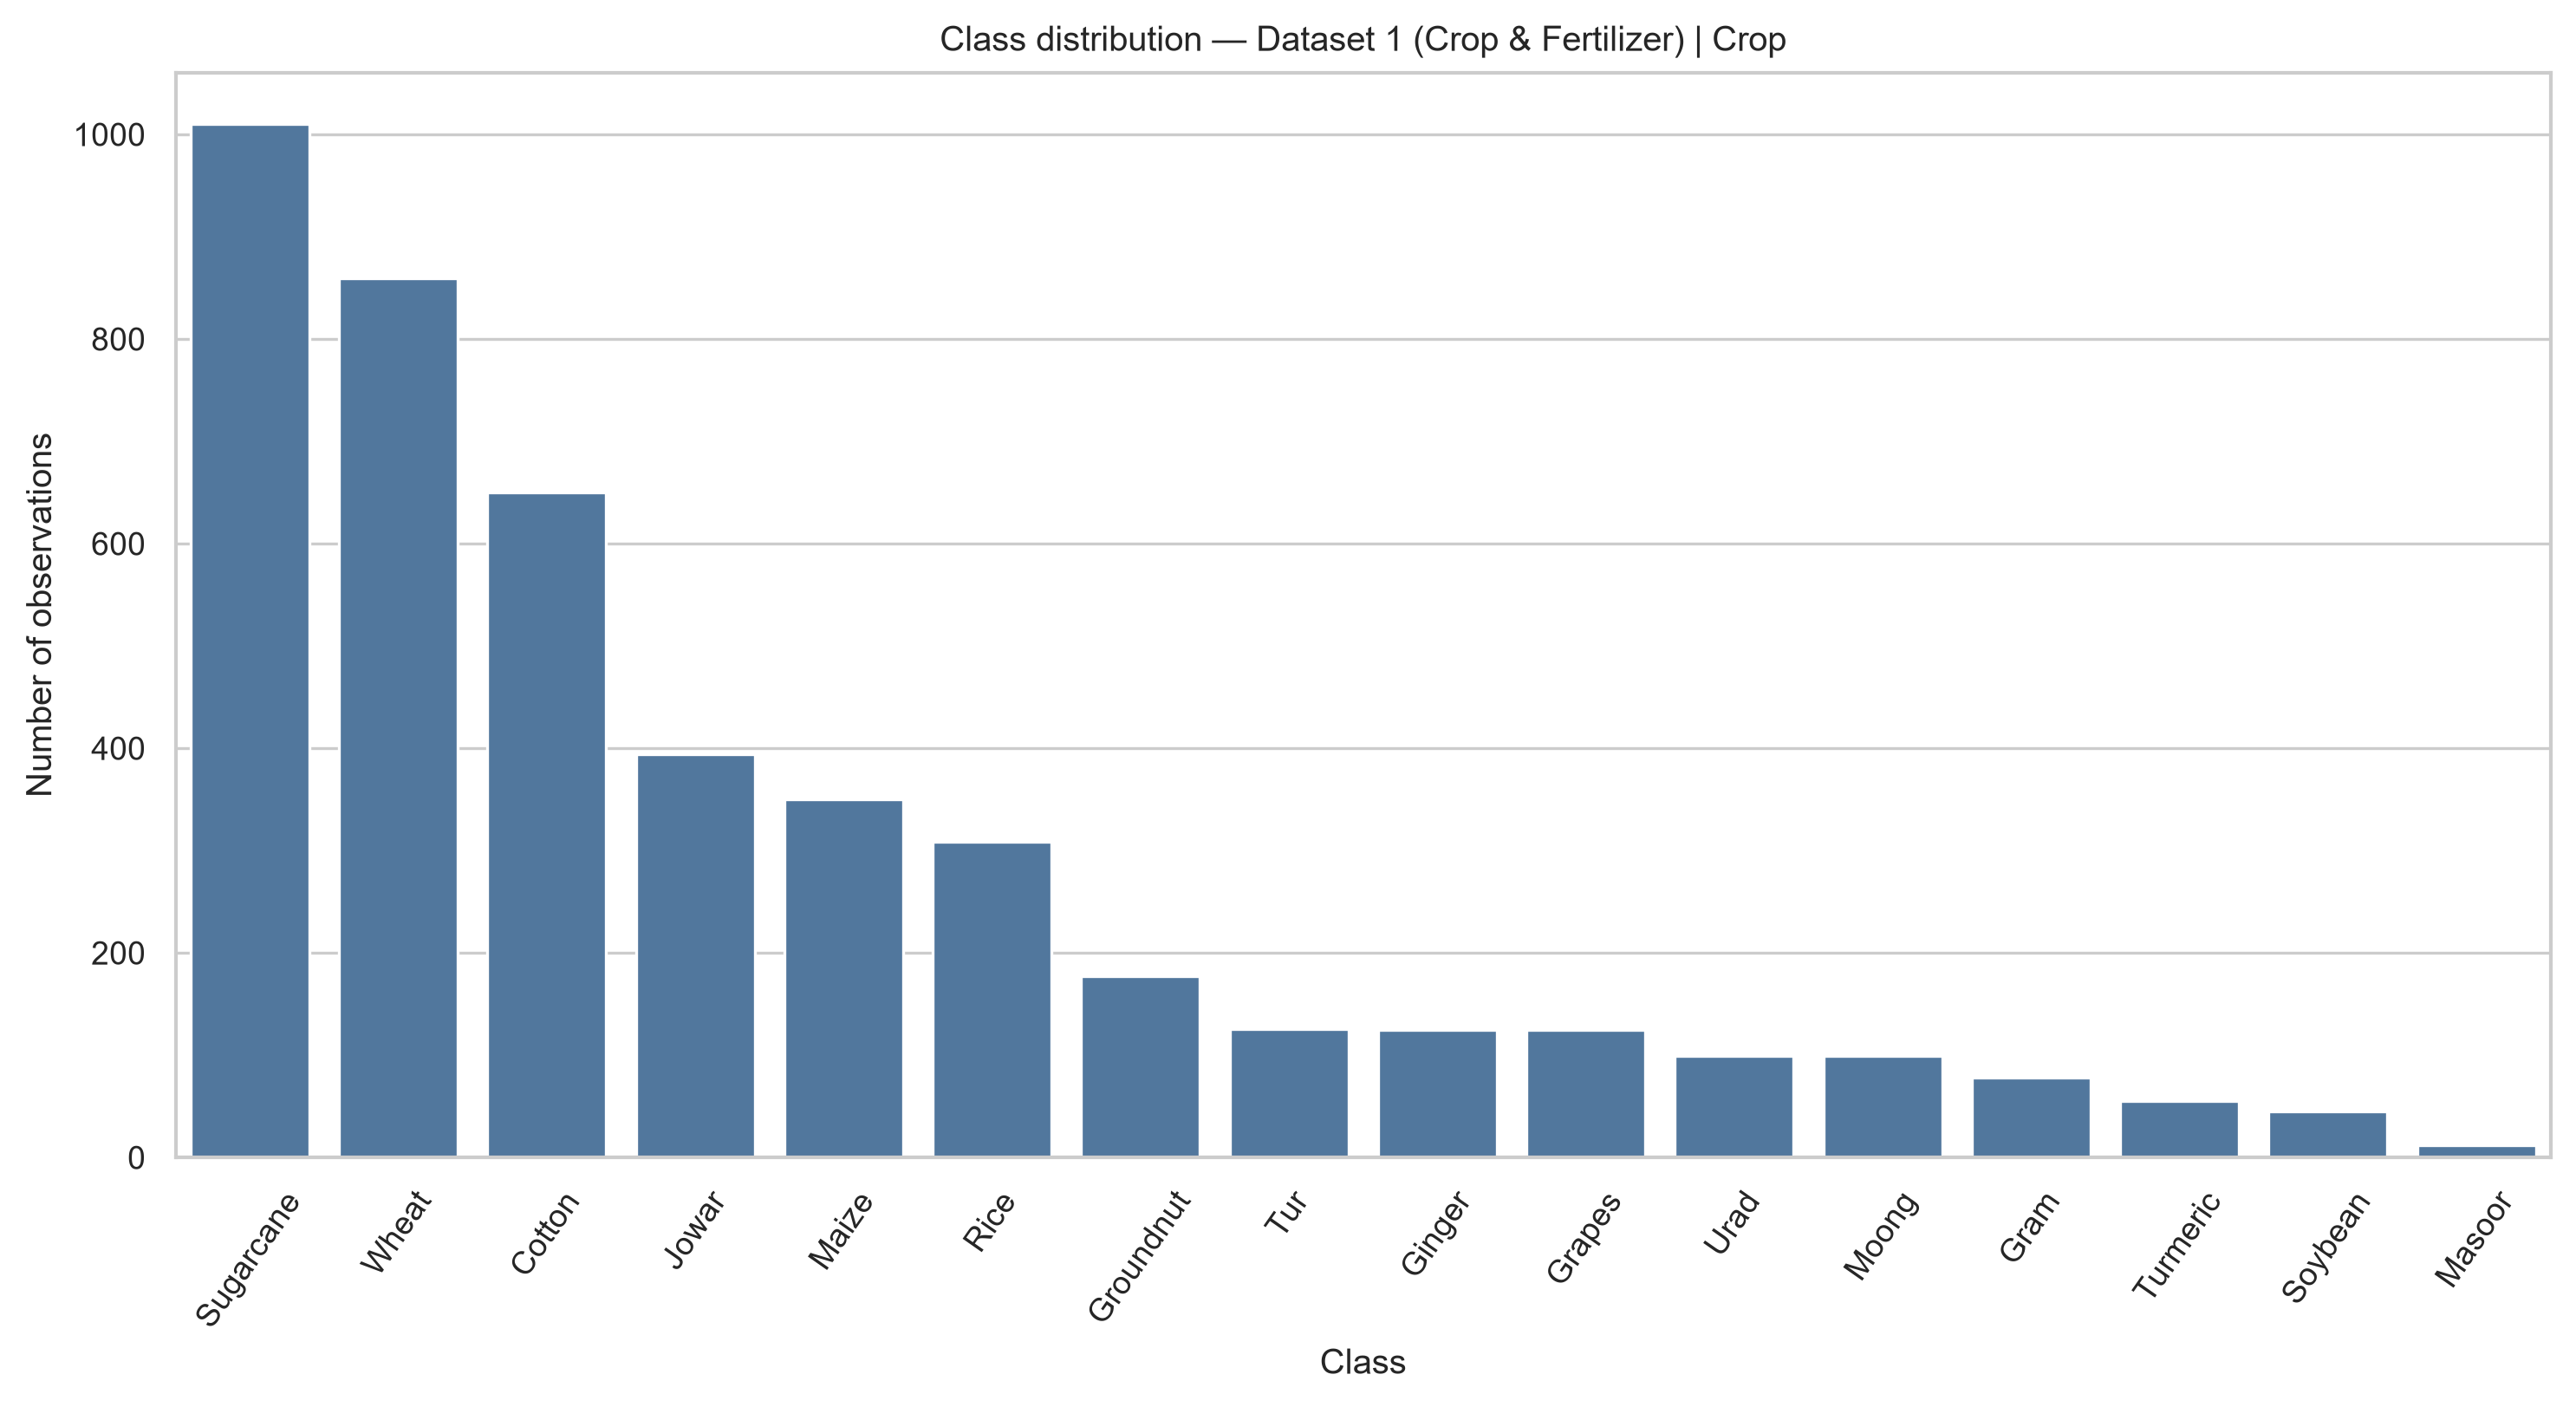 Class distribution — Dataset 1 (Crop & Fertilizer) | Crop
Number of observations
1000
800
600
400
200
0
Sugarcane
Wheat
Cotton
Jowar
Maize
Rice
Groundnut
Tur
Ginger
Grapes
Urad
Moong
Gram
Turmeric
Soybean
Masoor
Class